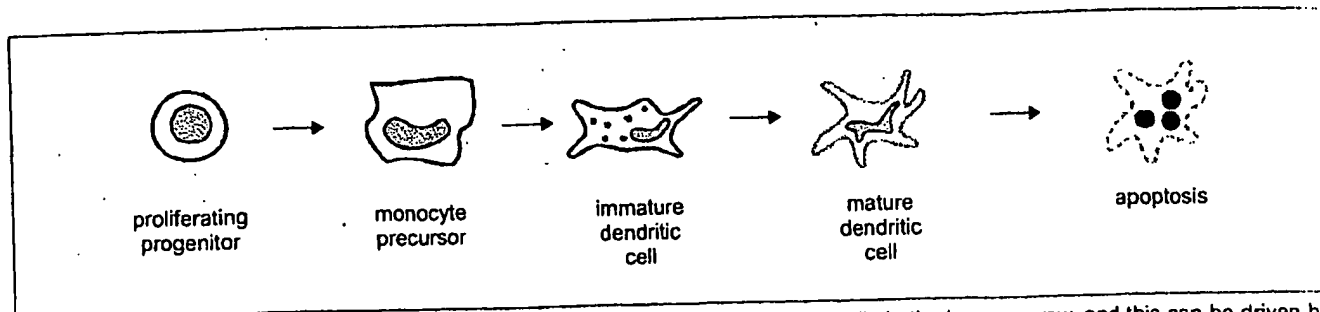 proliferating
progenitor
monocyte
precursor
immature
dendritic
cell
mature
dendritic
cell
apoptosis
and this can be driven b